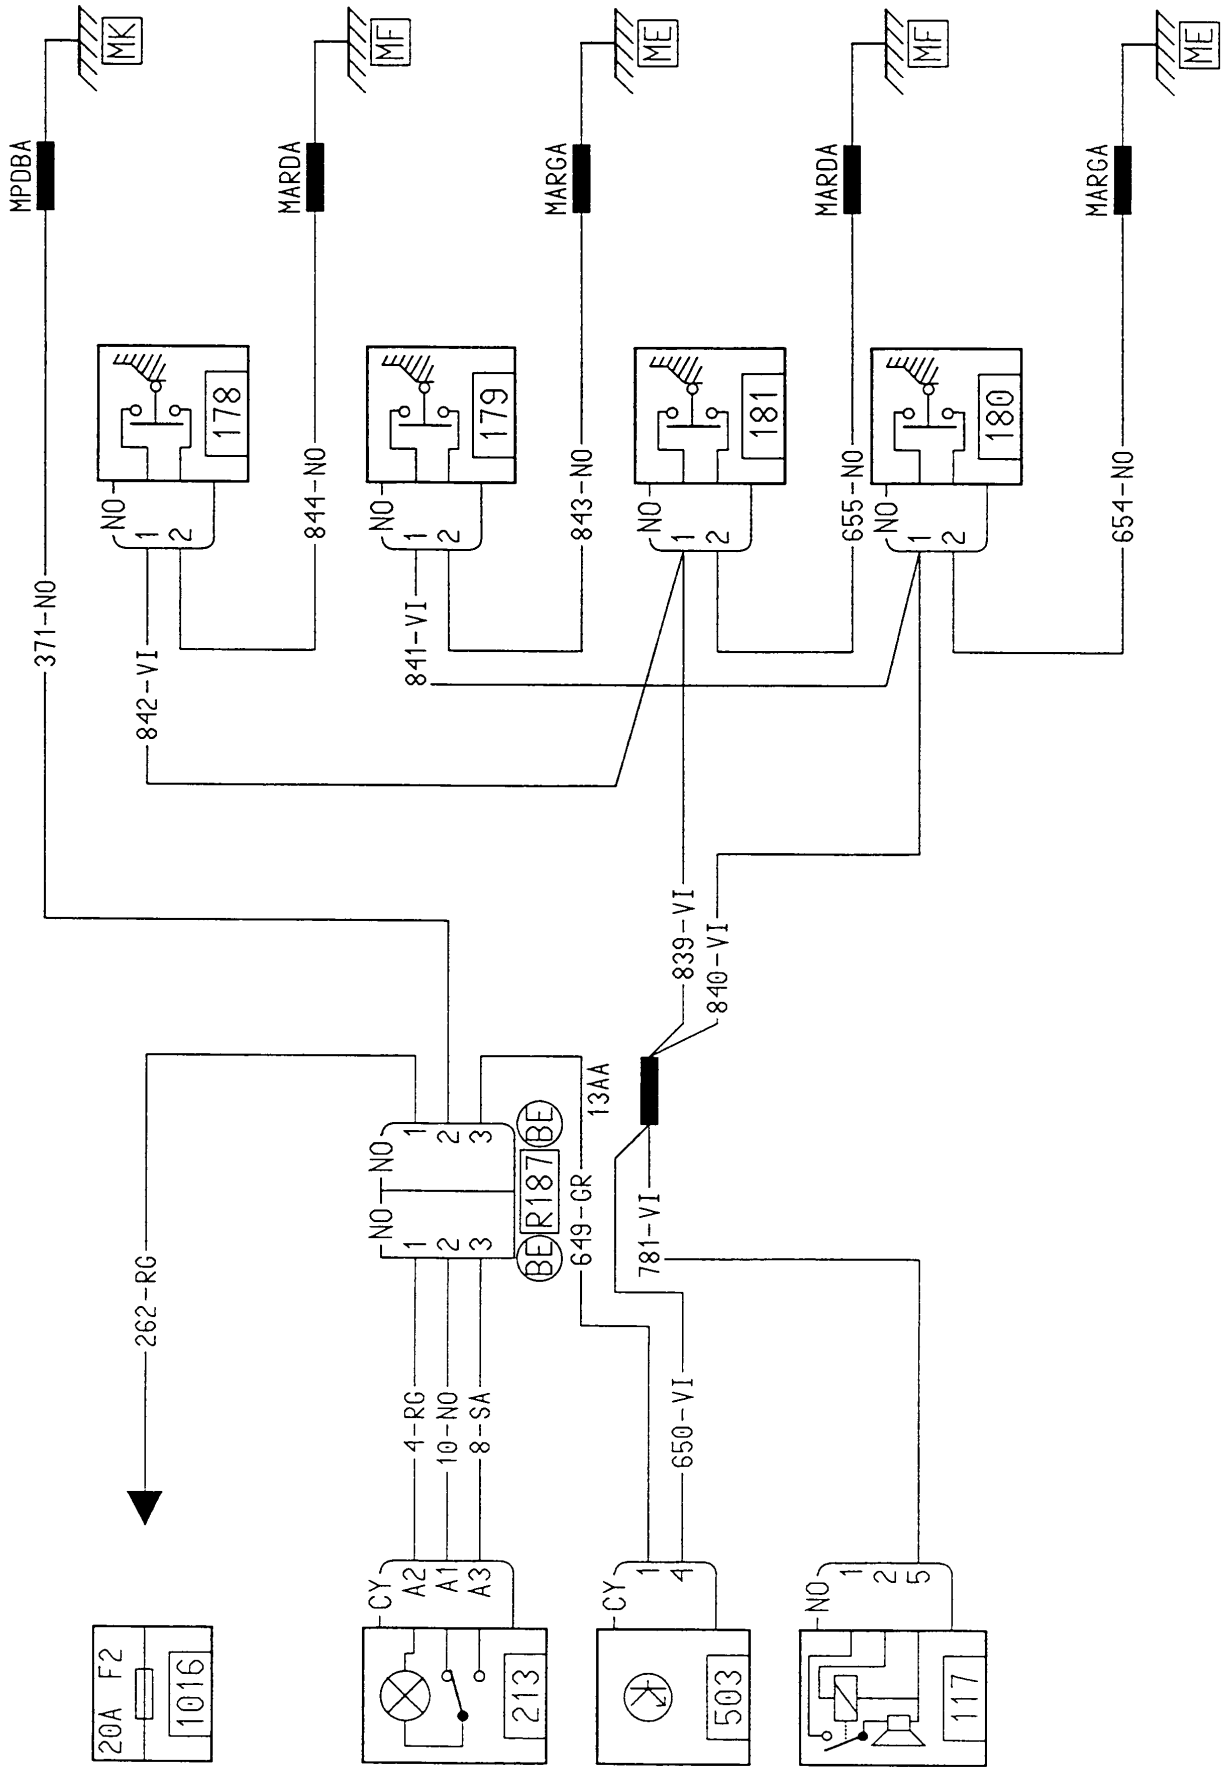 MPDBA
MK
371-NO
MARDA
MF
178
NO
1
2
842-VI
844-NO
MARGA
ME
179
NO
1
2
841-VI
843-NO
MARDA
MF
181
NO
1
2
655-NO
MARGA
ME
180
NO
1
2
654-NO
839-VI
840-VI
13AA
262-RG
NO
NO
1
2
3
1
2
3
BE
R187
BE
649-GR
781-VI
650-VI
4-RG
10-NO
8-SA
20A F2
1016
CY
A2
A1
A3
213
CY
1
4
503
NO
1
2
5
117